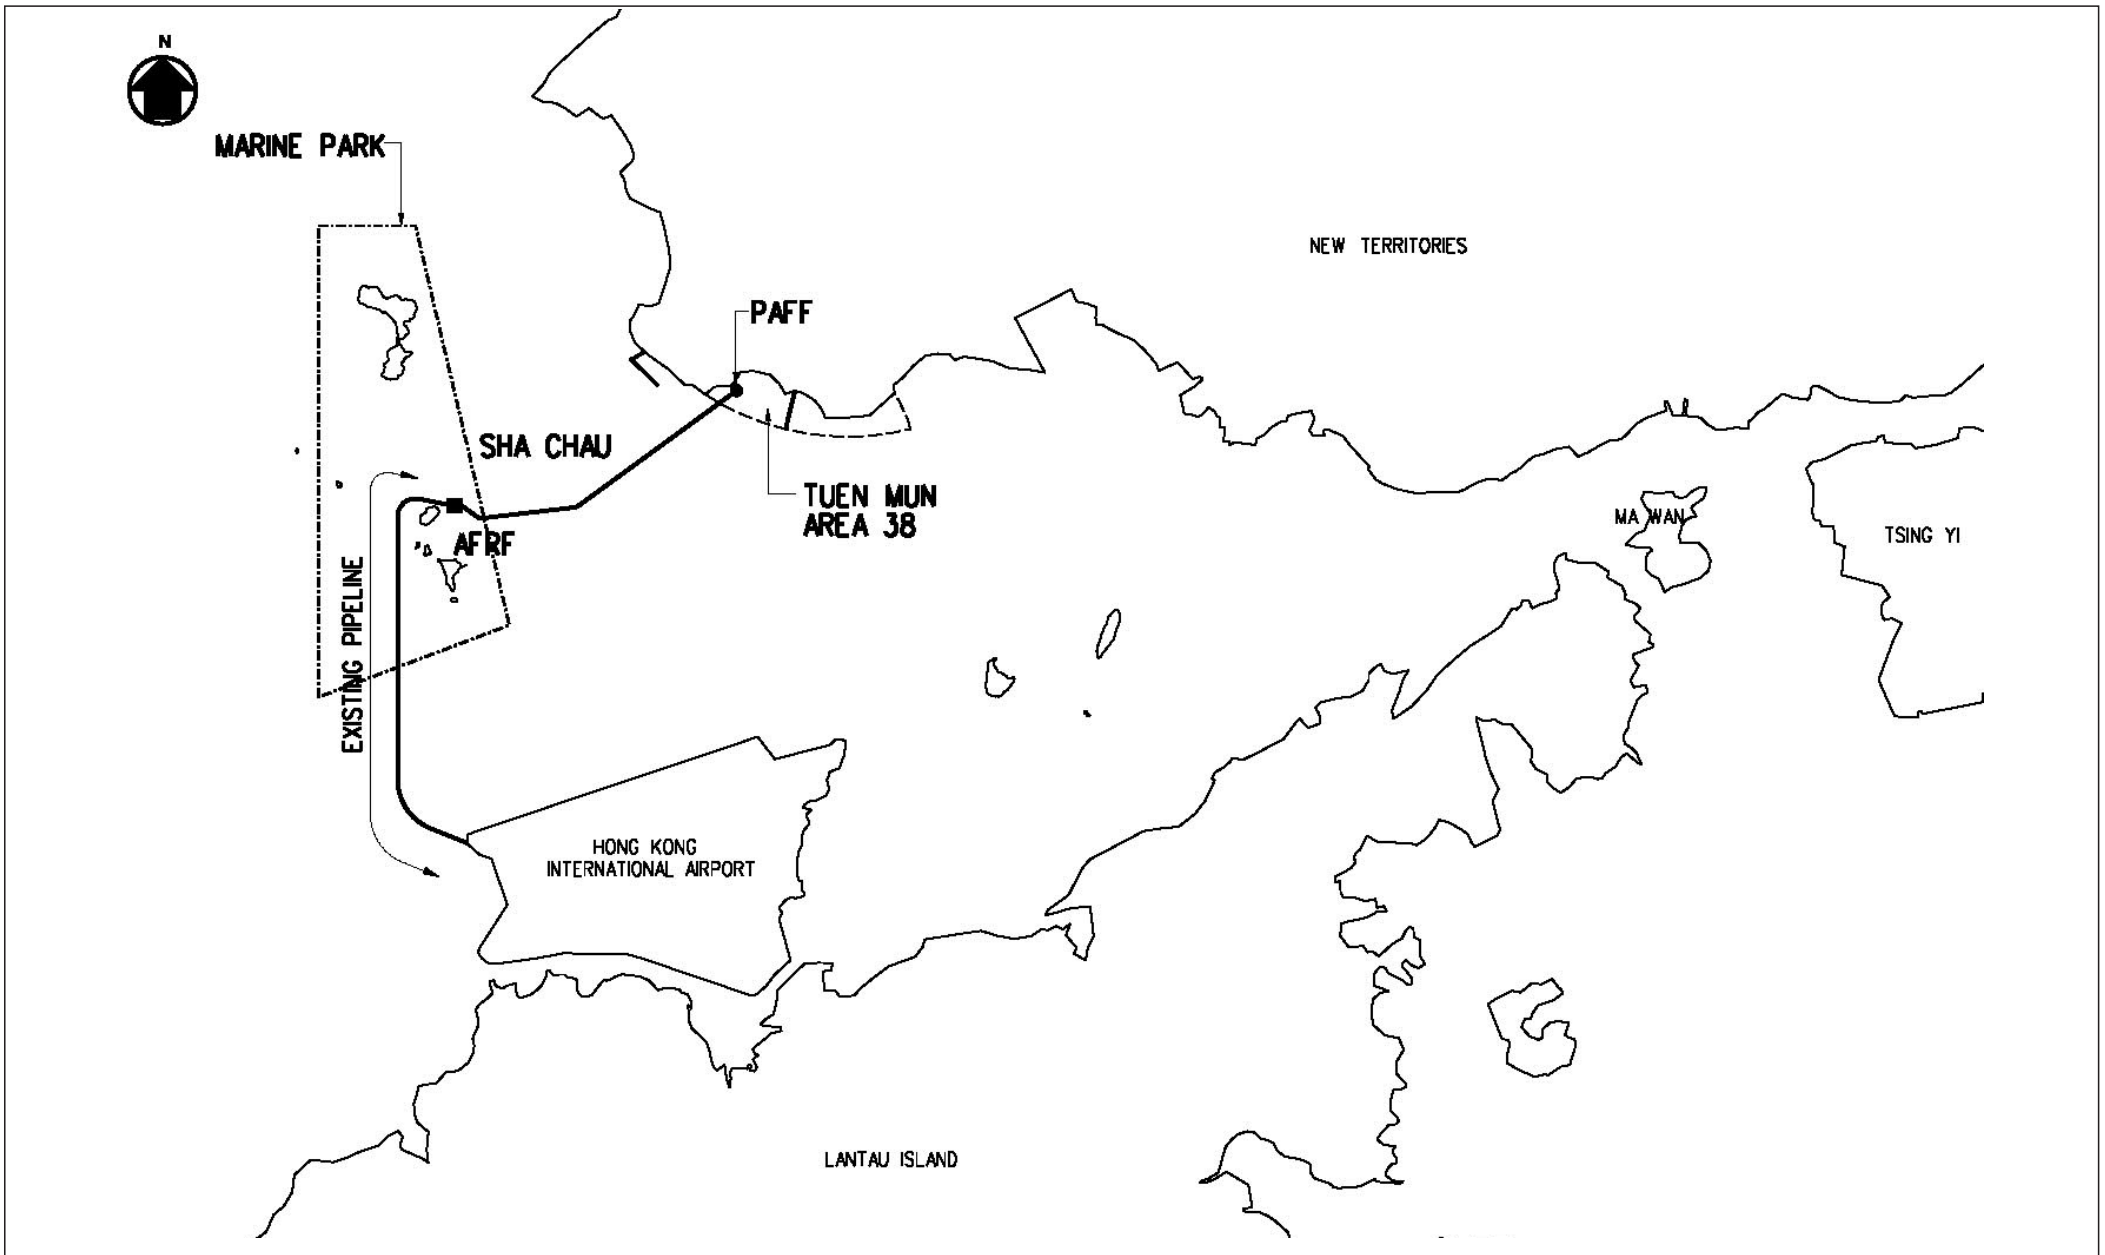 N
MARINE PARK
NEW TERRITORIES
PAFF
SHA CHAU
TUEN MUN
AREA 38
MA WAN
TSING YI
AFRF
EXISTING PIPELINE
HONG KONG
INTERNATIONAL AIRPORT
LANTAU ISLAND